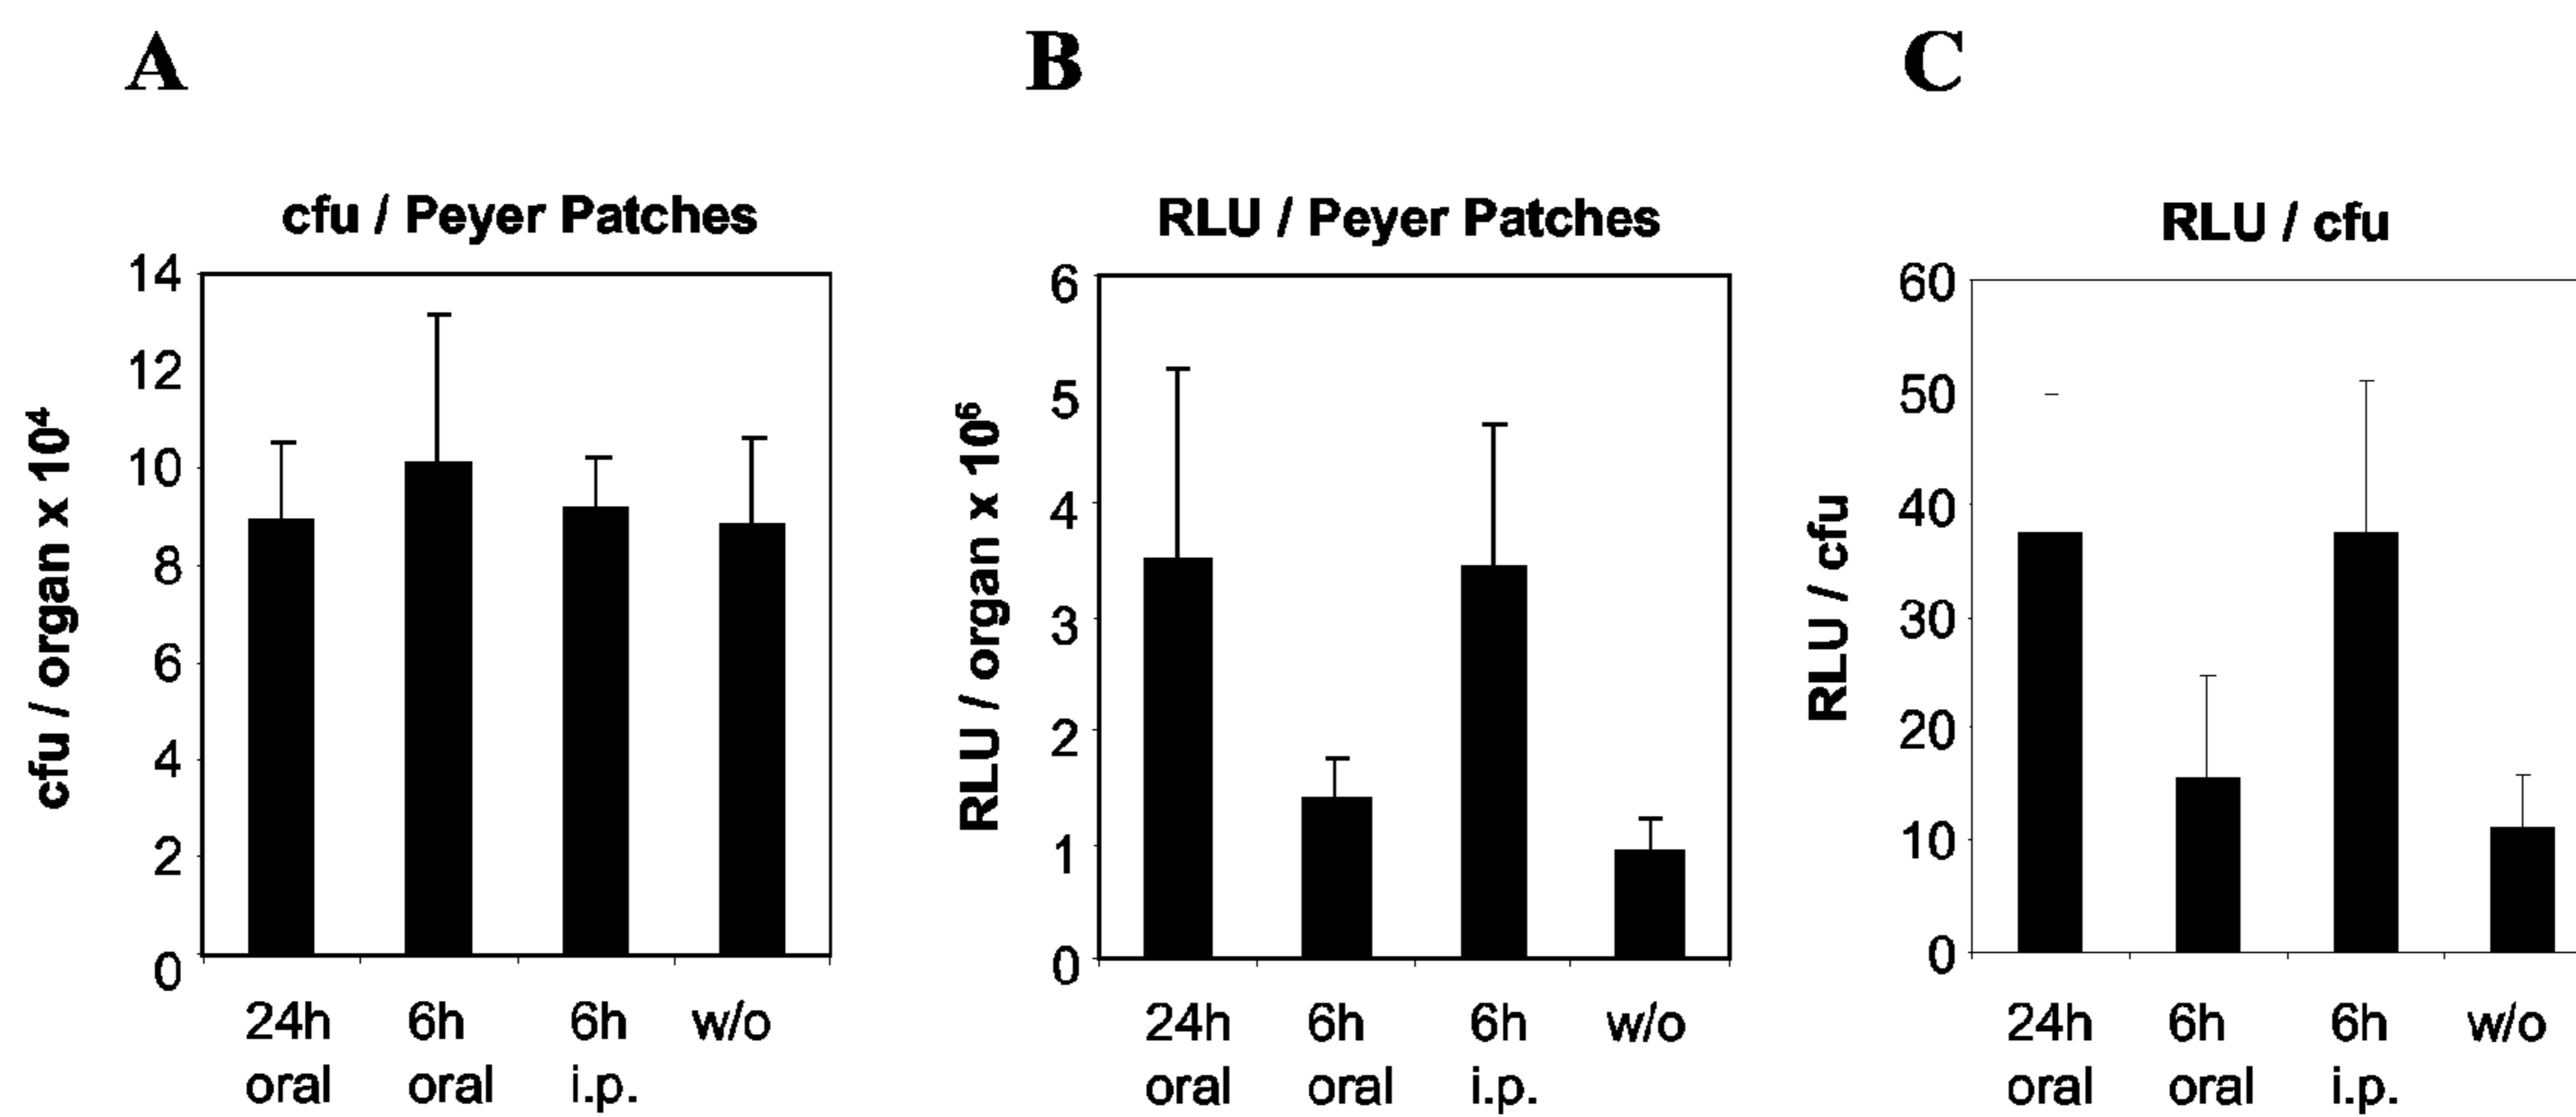 A
cfu / Peyer Patches
cfu / organ x 10⁴
14
12
10
8
6
4
2
0
24h oral
6h oral
6h i.p.
w/o
B
RLU / Peyer Patches
RLU / organ x 10⁶
6
5
4
3
2
1
0
24h oral
6h oral
6h i.p.
w/o
C
RLU / cfu
RLU / cfu
60
50
40
30
20
10
0
24h oral
6h oral
6h i.p.
w/o